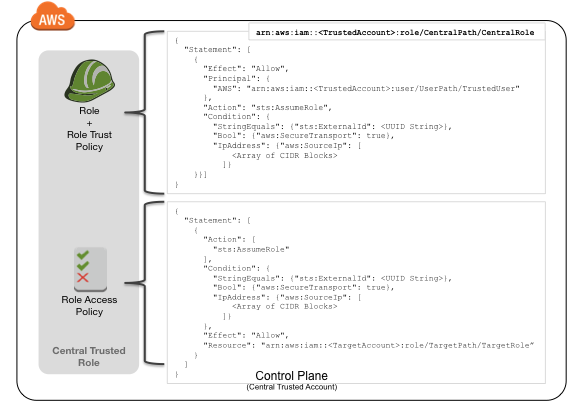 AWS
arn:aws:iam::<TrustedAccount>:role/CentralPath/CentralRole
Role
+
Role Trust
Policy
{
"Statement": [
{
"Effect": "Allow",
"Principal": {
"AWS": "arn:aws:iam::<TrustedAccount>:user/UserPath/TrustedUser"
},
"Action": "sts:AssumeRole",
"Condition": {
"StringEquals": {"sts:ExternalId": <UUID String>},
"Bool": {"aws:SecureTransport": true},
"IpAddress": {"aws:SourceIp": [
<Array of CIDR Blocks>
]}
}}]
}
Role Access
Policy
{
"Statement": [
{
"Action": [
"sts:AssumeRole"
],
"Condition": {
"StringEquals": {"sts:ExternalId": <UUID String>},
"Bool": {"aws:SecureTransport": true},
"IpAddress": {"aws:SourceIp": [
<Array of CIDR Blocks>
]}
},
"Effect": "Allow",
"Resource": "arn:aws:iam::<TargetAccount>:role/TargetPath/TargetRole”
}
]
}
Central Trusted
Role
Control Plane
(Central Trusted Account)